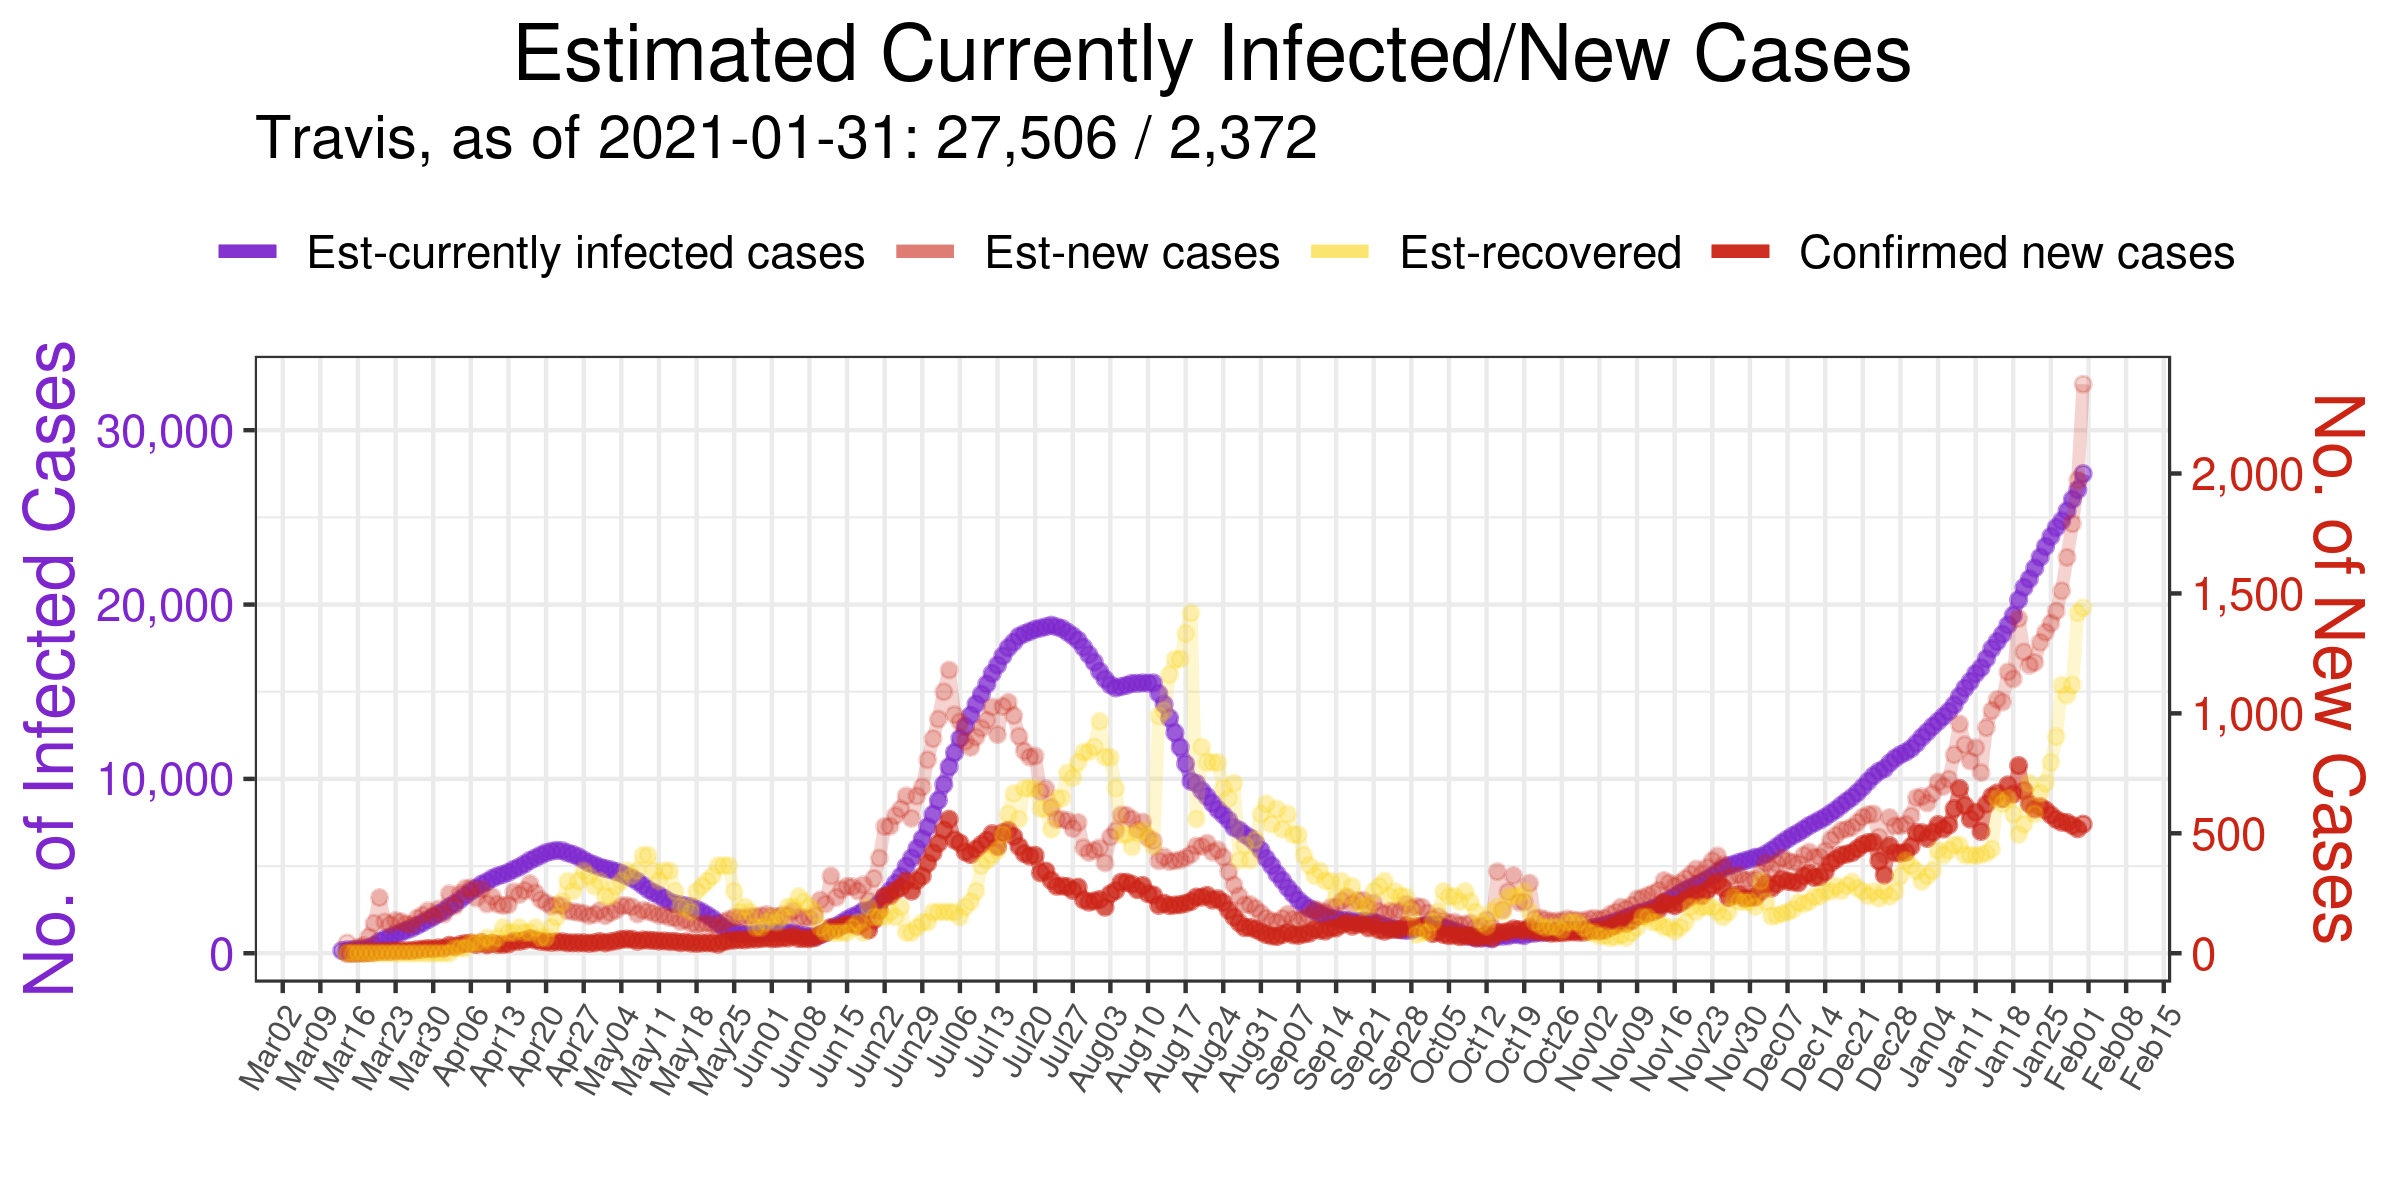 Estimated Currently Infected/New Cases
Travis, as of 2021-01-31: 27,506 / 2,372
Est-currently infected cases
Est-new cases
Est-recovered
Confirmed new cases
No. of Infected Cases
30,000
20,000
10,000
0
No. of New Cases
2,000
1,500
1,000
500
0
Mar02
Mar09
Mar16
Mar23
Mar30
Apr06
Apr13
Apr20
Apr27
May04
May11
May18
May25
Jun01
Jun08
Jun15
Jun22
Jun29
Jul06
Jul13
Jul20
Jul27
Aug03
Aug10
Aug17
Aug24
Aug31
Sep07
Sep14
Sep21
Sep28
Oct05
Oct12
Oct19
Oct26
Nov02
Nov09
Nov16
Nov23
Nov30
Dec07
Dec14
Dec21
Dec28
Jan04
Jan11
Jan18
Jan25
Feb01
Feb08
Feb15